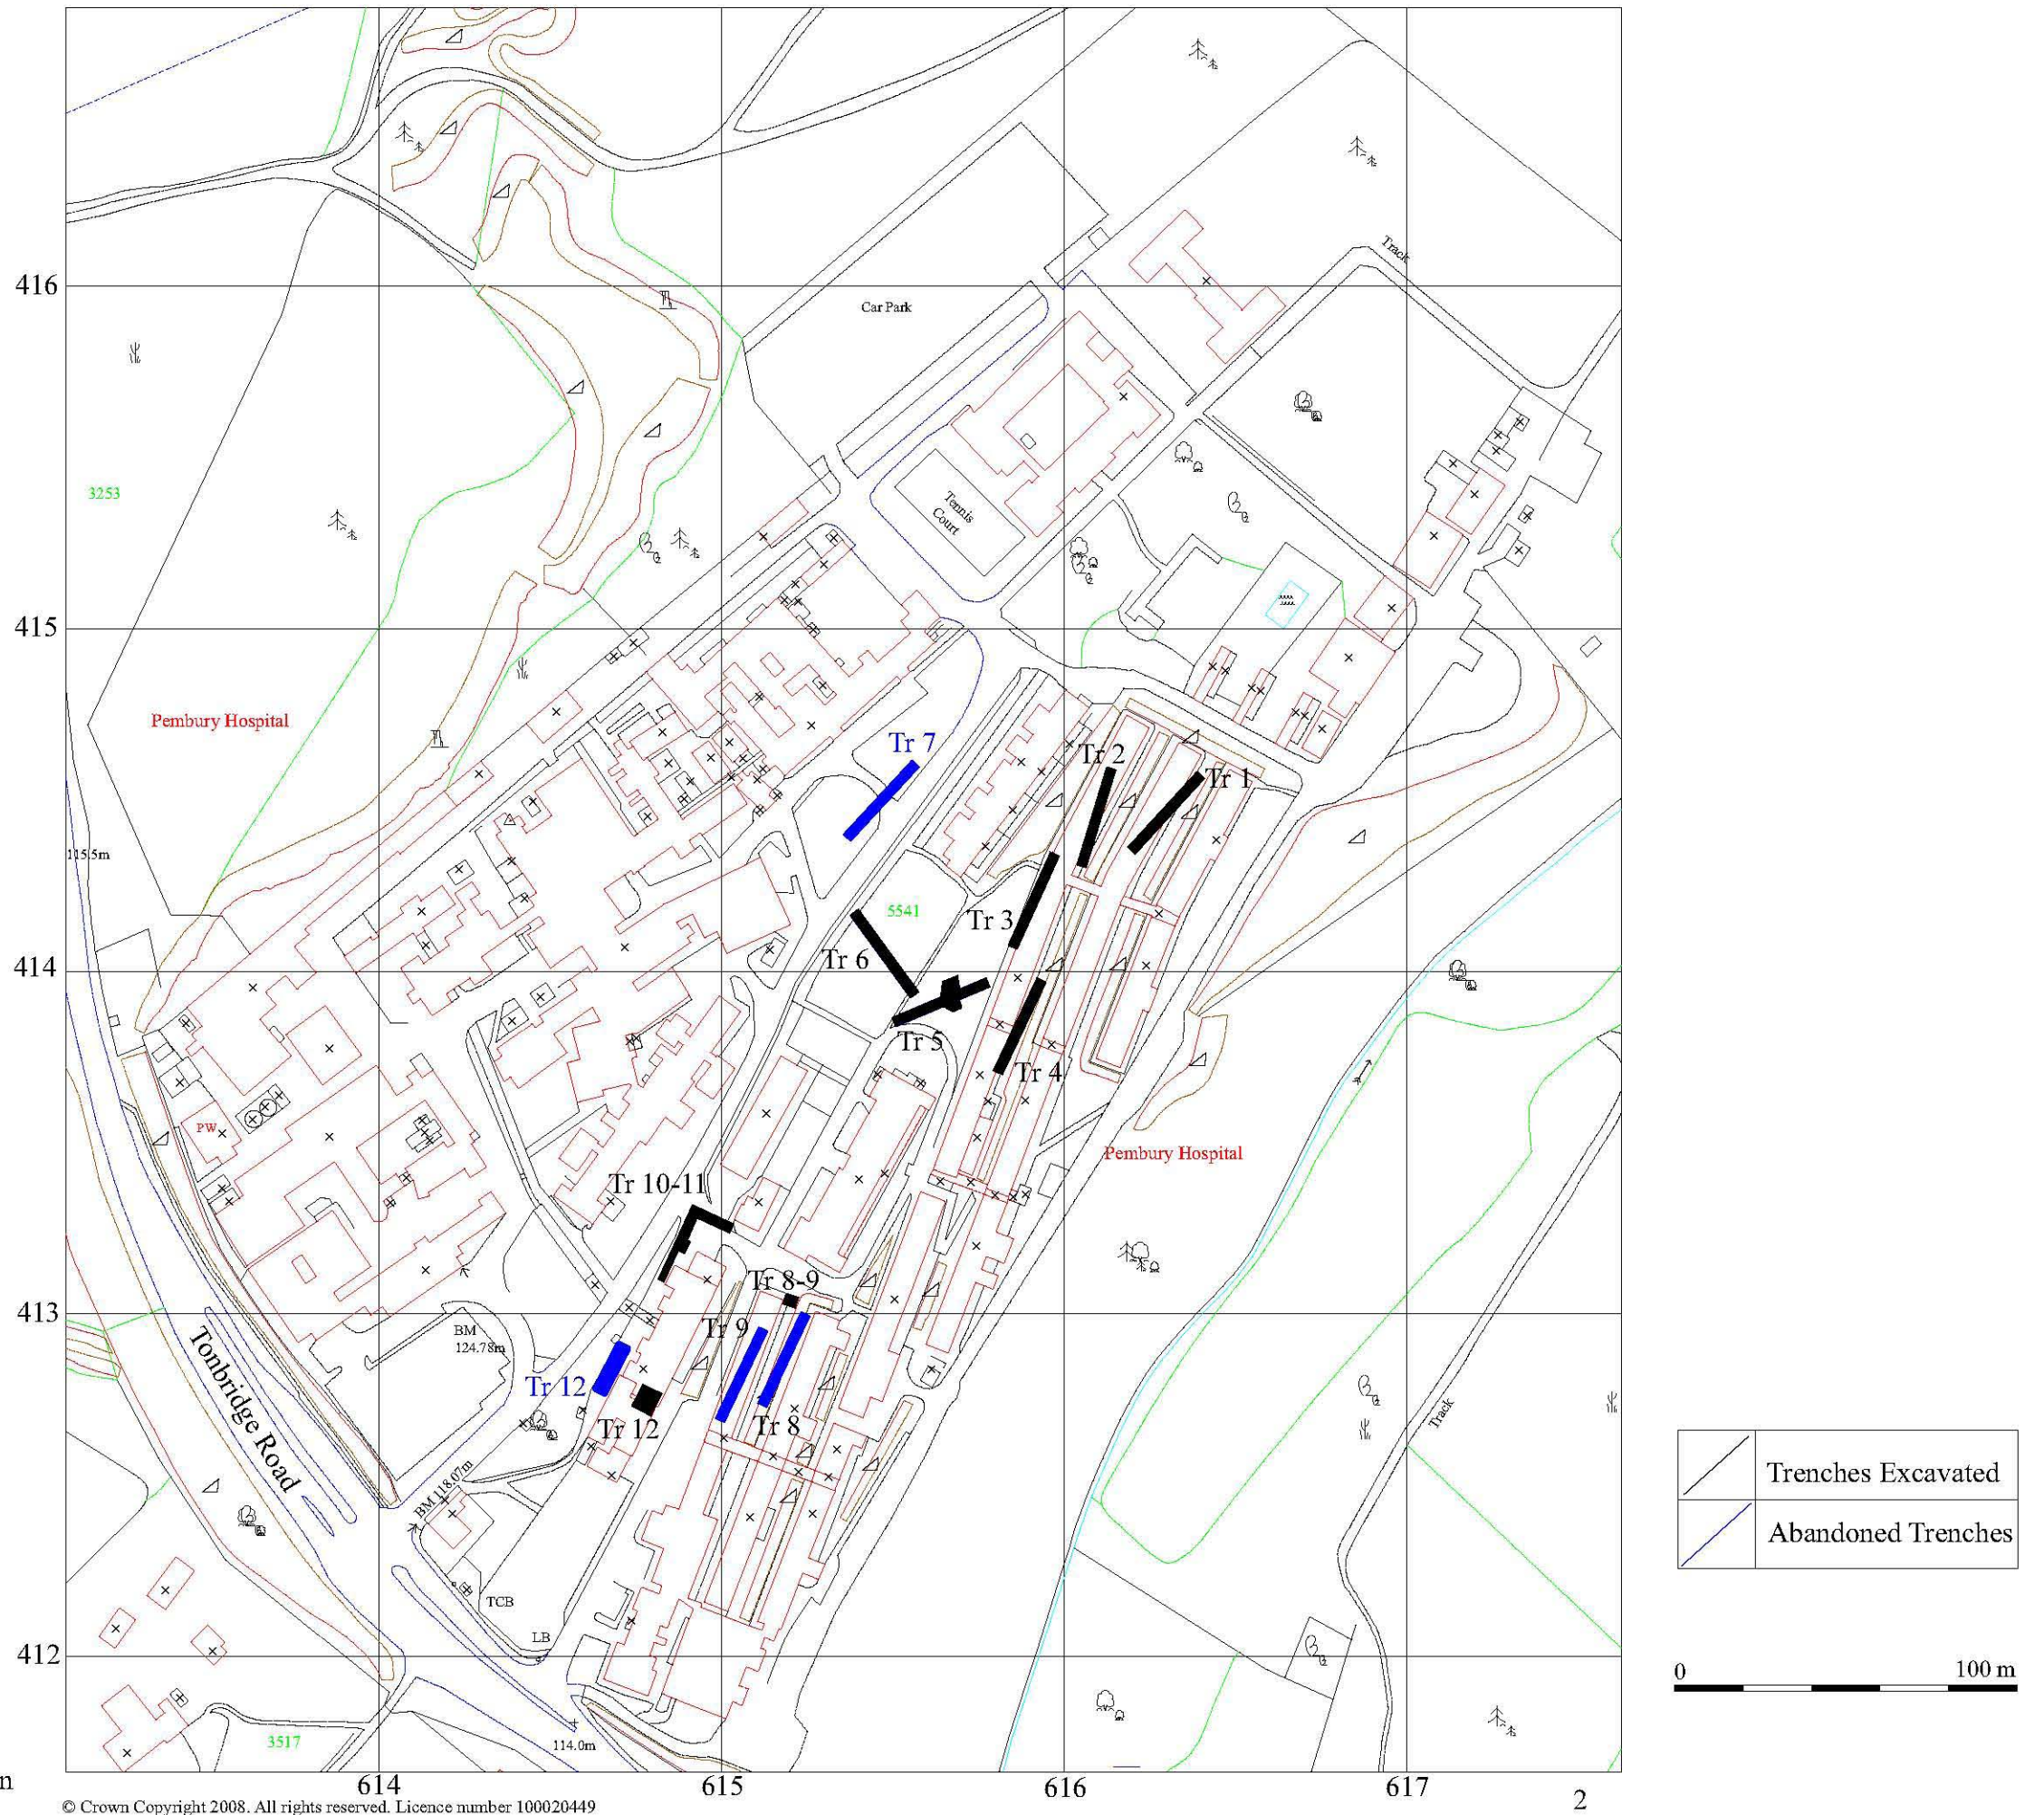 416
Track
Car Park
Tennis
Court
3253
415
Pembury Hospital
Tr 7
Tr 2
Tr 1
115.5m
5541
Tr 3
Tr 6
414
Tr 5
Tr 4
PW
Pembury Hospital
Tr 10-11
Tr 8-9
413
Tr 9
BM
124.78m
Tonbridge Road
Tr 12
Tr 12
Tr 8
Track
BM 118.07m
Trenches Excavated
Abandoned Trenches
TCB
LB
412
0 100 m
3517
114.0m
n
614 615 616 617
2
© Crown Copyright 2008. All rights reserved. Licence number 100020449